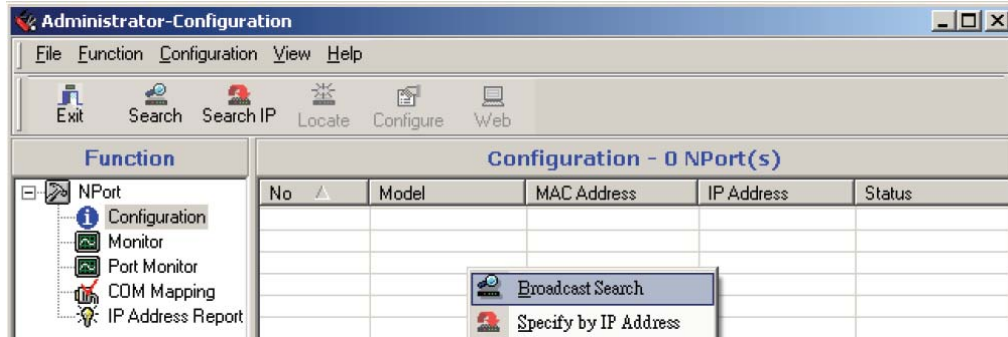 Administrator-Configuration
File Function Configuration View Help
Exit Search Search IP Locate Configure Web
Function
Configuration - 0 NPort(s)
No Model MAC Address IP Address Status
NPort
Configuration
Monitor
Port Monitor
COM Mapping
IP Address Report
Broadcast Search
Specify by IP Address